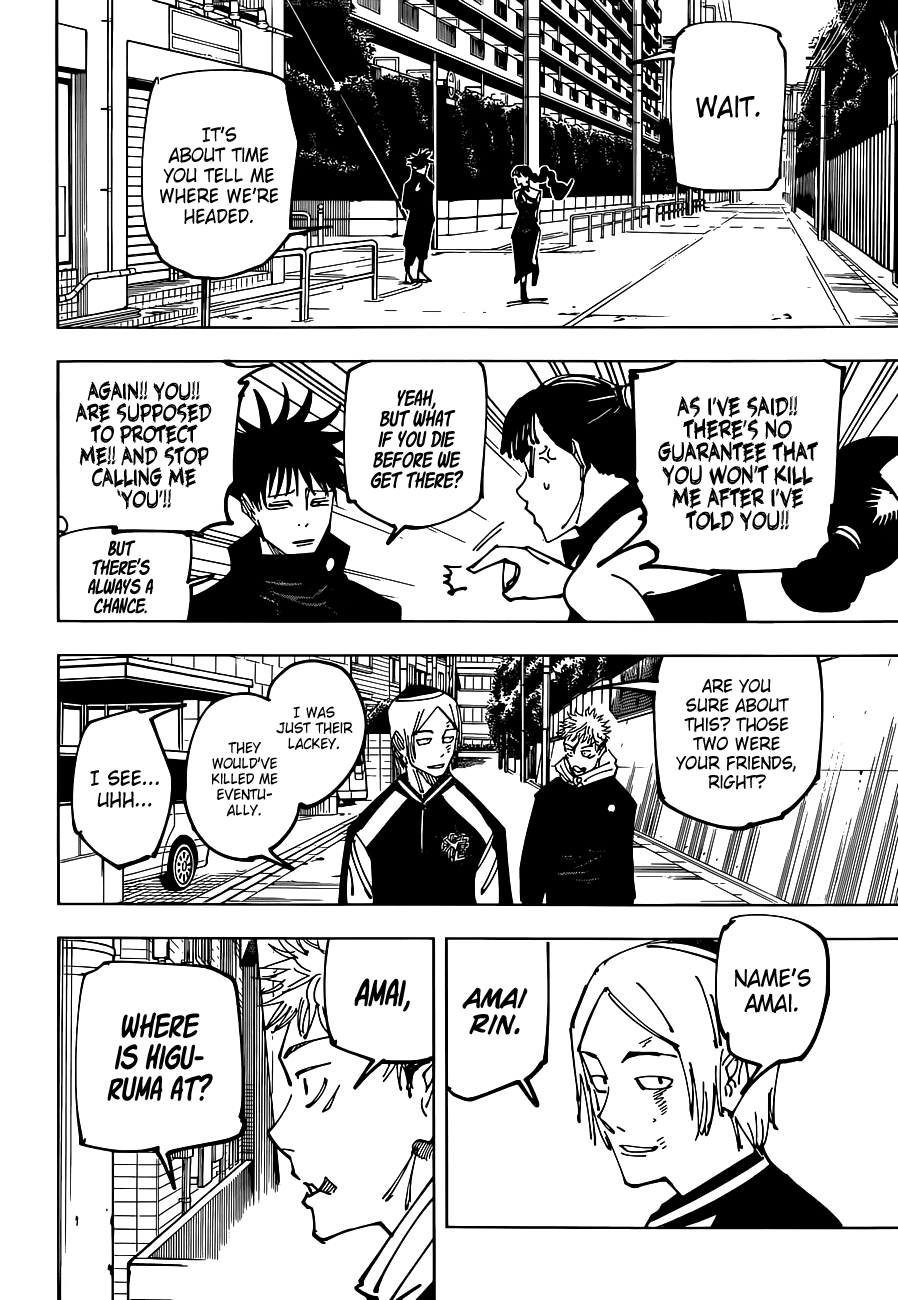 WAIT.
IT'S
ABOUT TIME
YOU TELL
ME WHERE
WE'RE
HEADED.
AS I'VE SAID!!
THERE'S NO
GUARANTEE THAT
YOU WON'T KILL
ME AFTER I'VE
TOLD YOU!!
YEAH,
BUT WHAT
IF YOU DIE
BEFORE WE
GET THERE?
AGAIN!! YOU!!
ARE SUPPOSED
TO PROTECT
ME!! AND STOP
CALLING ME
'YOU'!!
BUT
THERE'S
ALWAYS A
CHANCE.
ARE YOU
SURE ABOUT
THIS? THOSE
TWO WERE
YOUR FRIENDS,
RIGHT?
I WAS
JUST THEIR
LACKEY.
THEY
WOULD'VE
KILLED ME
EVENTU-
ALLY.
I SEE...
UHH...
NAME'S
AMAI.
AMAI
RIN.
AMAI,
WHERE
IS HIGU-
RUMA AT?